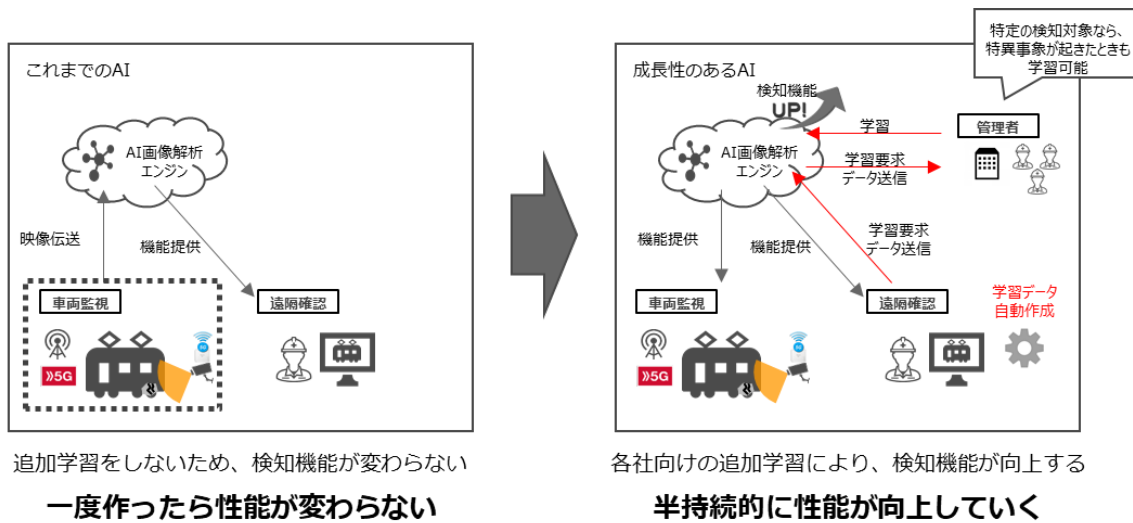 これまでのAI
AI画像解析
エンジン
映像伝送
機能提供
車両監視
遠隔確認
»5G
追加学習をしないため、検知機能が変わらない
一度作ったら性能が変わらない
特定の検知対象なら、
特異事象が起きたときも
学習可能
成長性のあるAI
検知機能
UP!
学習
管理者
AI画像解析
エンジン
学習要求
データ送信
学習要求
データ送信
機能提供
機能提供
車両監視
遠隔確認
学習データ
自動作成
»5G
各社向けの追加学習により、検知機能が向上する
半持続的に性能が向上していく